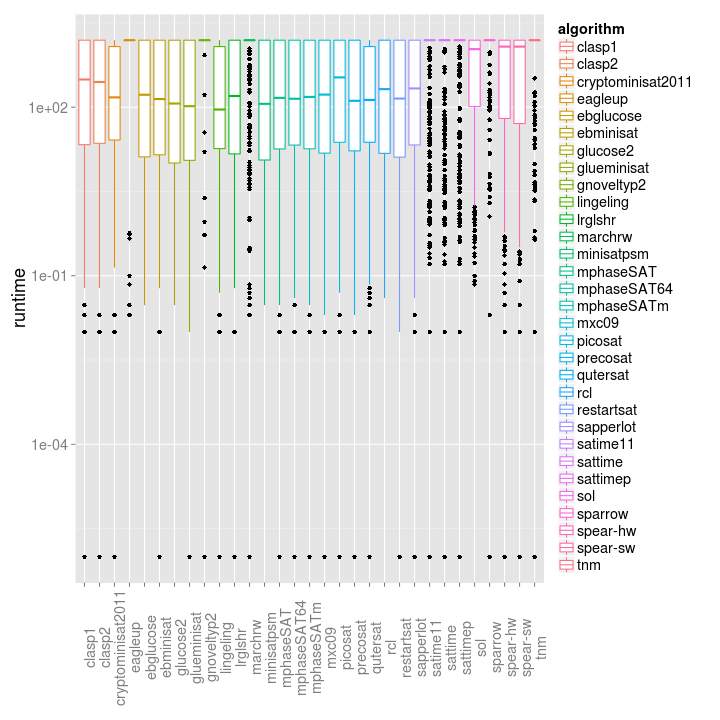 runtime
1e+02
1e-01
1e-04
clasp1
clasp2
cryptominisat2011
eagleup
ebglucose
ebminisat
glucose2
glueminisat
gnoveltyp2
lingeling
lrglshr
marchrw
minisatpsm
mphaseSAT
mphaseSAT64
mphaseSATm
mxc09
picosat
precosat
qutersat
rcl
restartsat
sapperlot
satime11
sattime
sattimep
sol
sparrow
spear-hw
spear-sw
tnm
algorithm
clasp1
clasp2
cryptominisat2011
eagleup
ebglucose
ebminisat
glucose2
glueminisat
gnoveltyp2
lingeling
lrglshr
marchrw
minisatpsm
mphaseSAT
mphaseSAT64
mphaseSATm
mxc09
picosat
precosat
qutersat
rcl
restartsat
sapperlot
satime11
sattime
sattimep
sol
sparrow
spear-hw
spear-sw
tnm